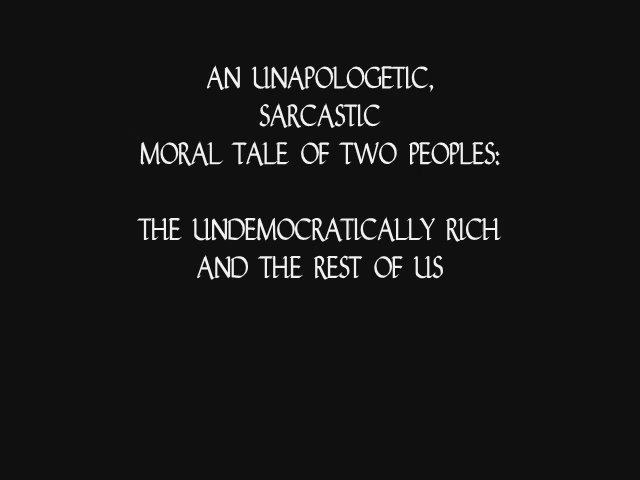 AN UNAPOLOGETIC,
SARCASTIC
MORAL TALE OF TWO PEOPLES:
THE UNDEMOCRATICALLY RICH
AND THE REST OF US